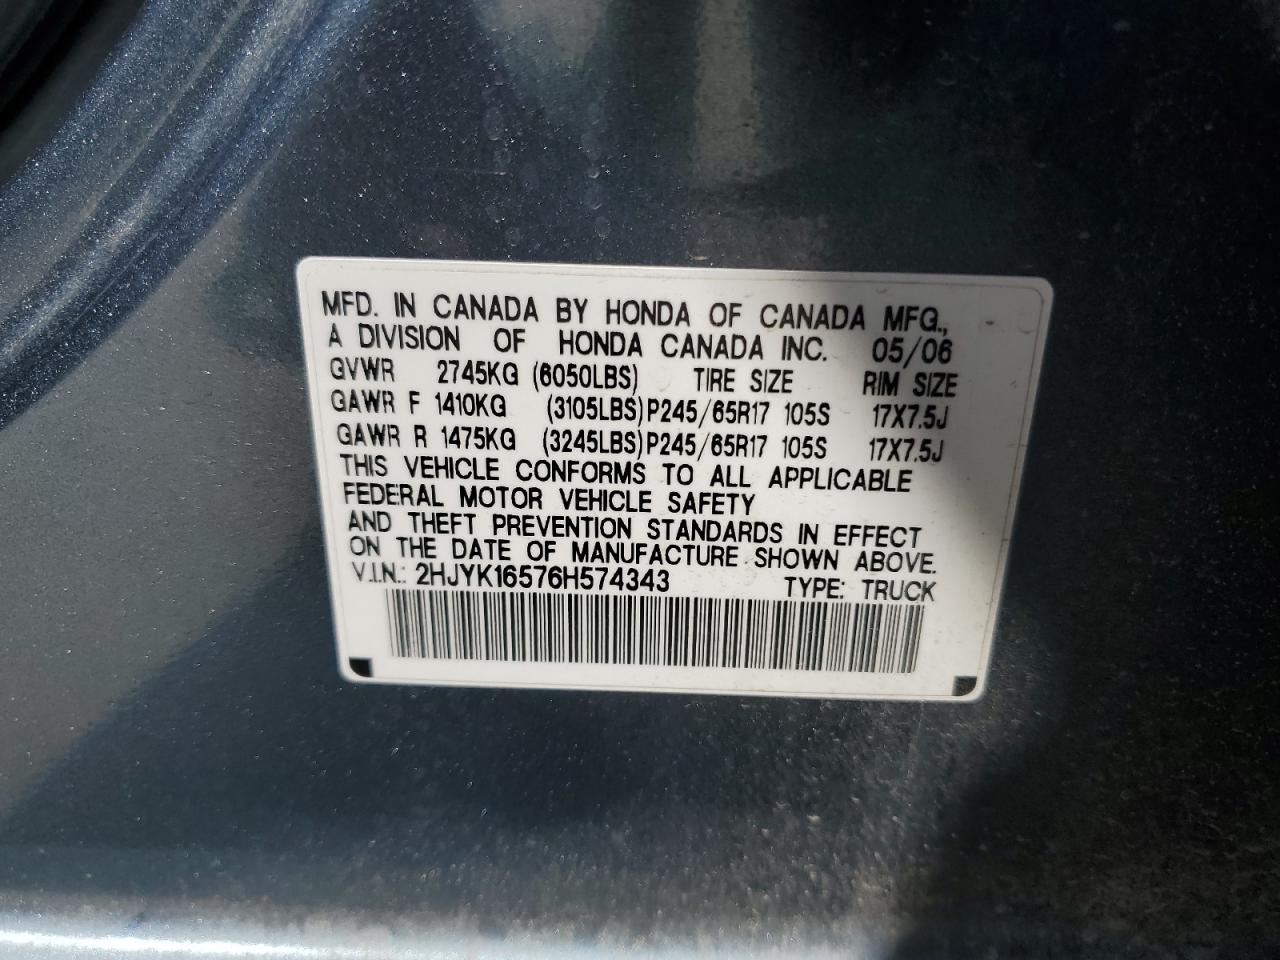 MFD. IN CANADA BY HONDA OF CANADA MFG.,
A DIVISION OF HONDA CANADA INC. 05/06
GVWR 2745KG (6050LBS) TIRE SIZE RIM SIZE
GAWR F 1410KG (3105LBS) P245/65R17 105S 17X7.5J
GAWR R 1475KG (3245LBS) P245/65R17 105S 17X7.5J
THIS VEHICLE CONFORMS TO ALL APPLICABLE
FEDERAL MOTOR VEHICLE SAFETY
AND THEFT PREVENTION STANDARDS IN EFFECT
ON THE DATE OF MANUFACTURE SHOWN ABOVE.
V.I.N.: 2HJYK16576H574343 TYPE: TRUCK